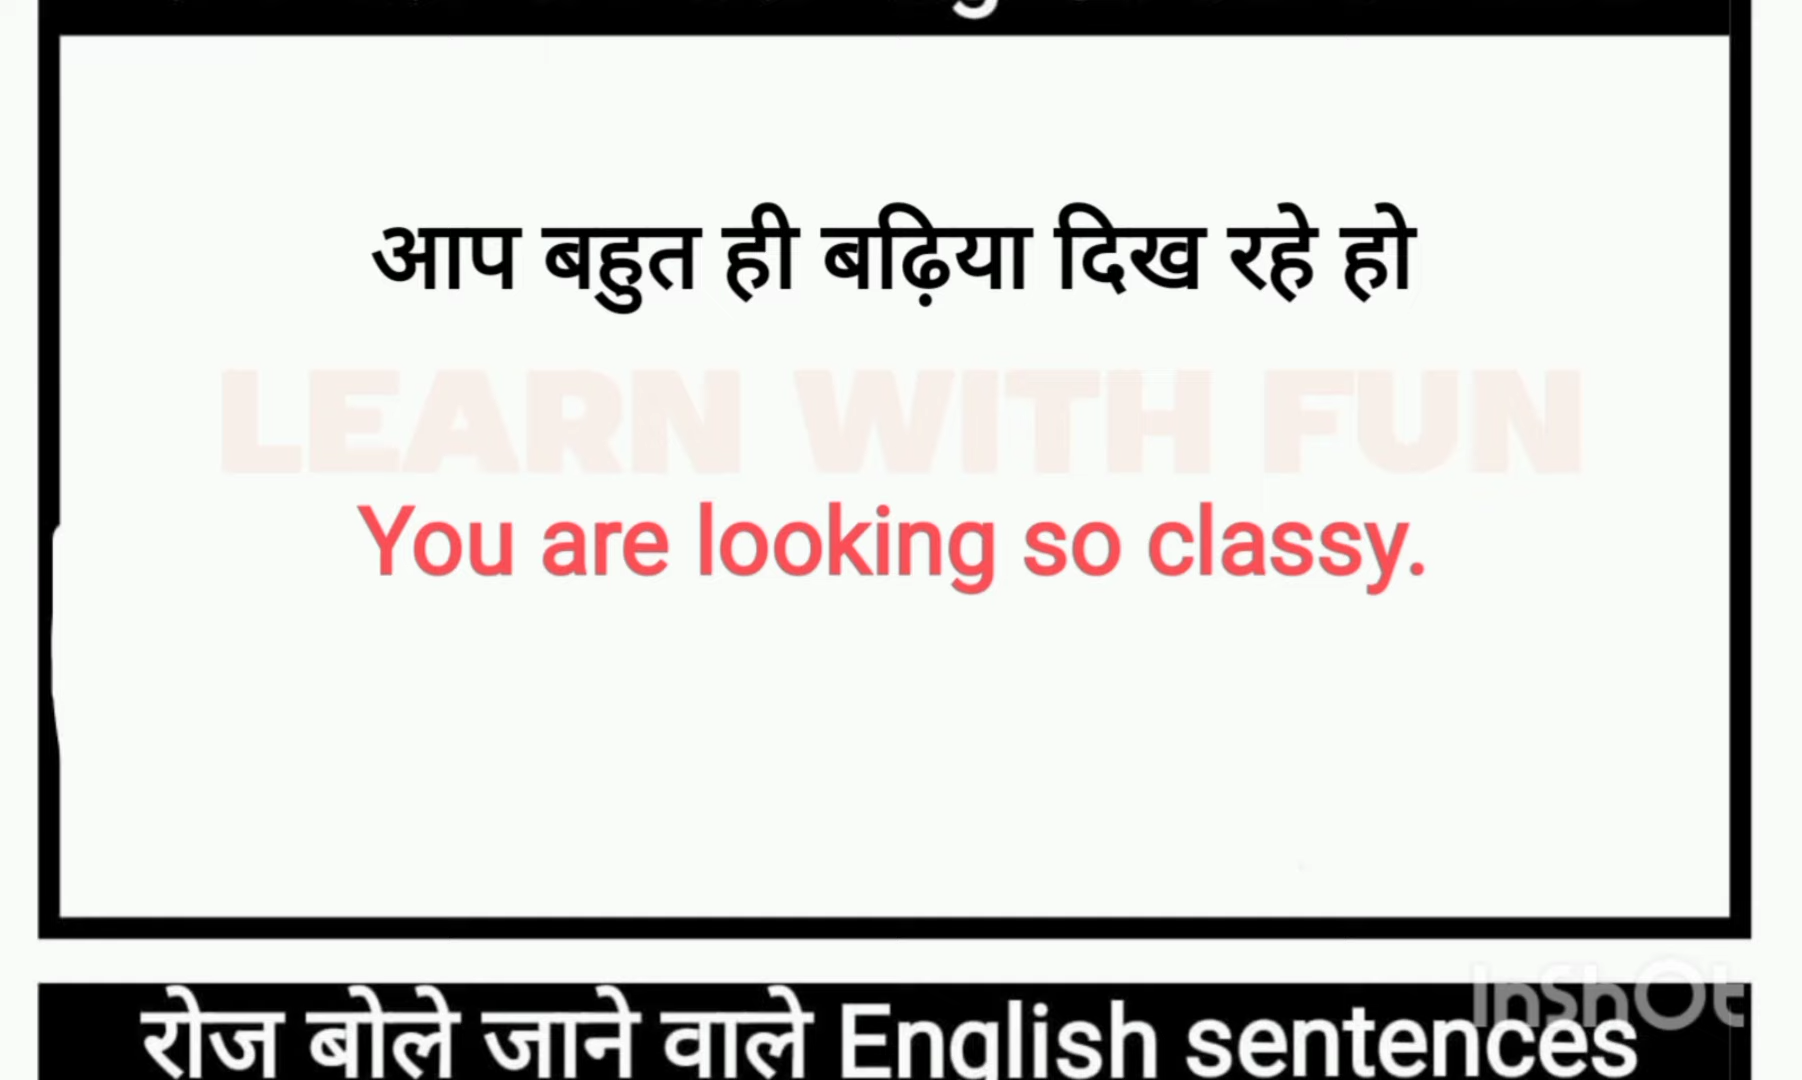 आप बहुत ही बढ़िया दिख रहे हो
LEARN WITH FUN
You are looking so classy.
InShOt
रोज बोले जाने वाले English sentences